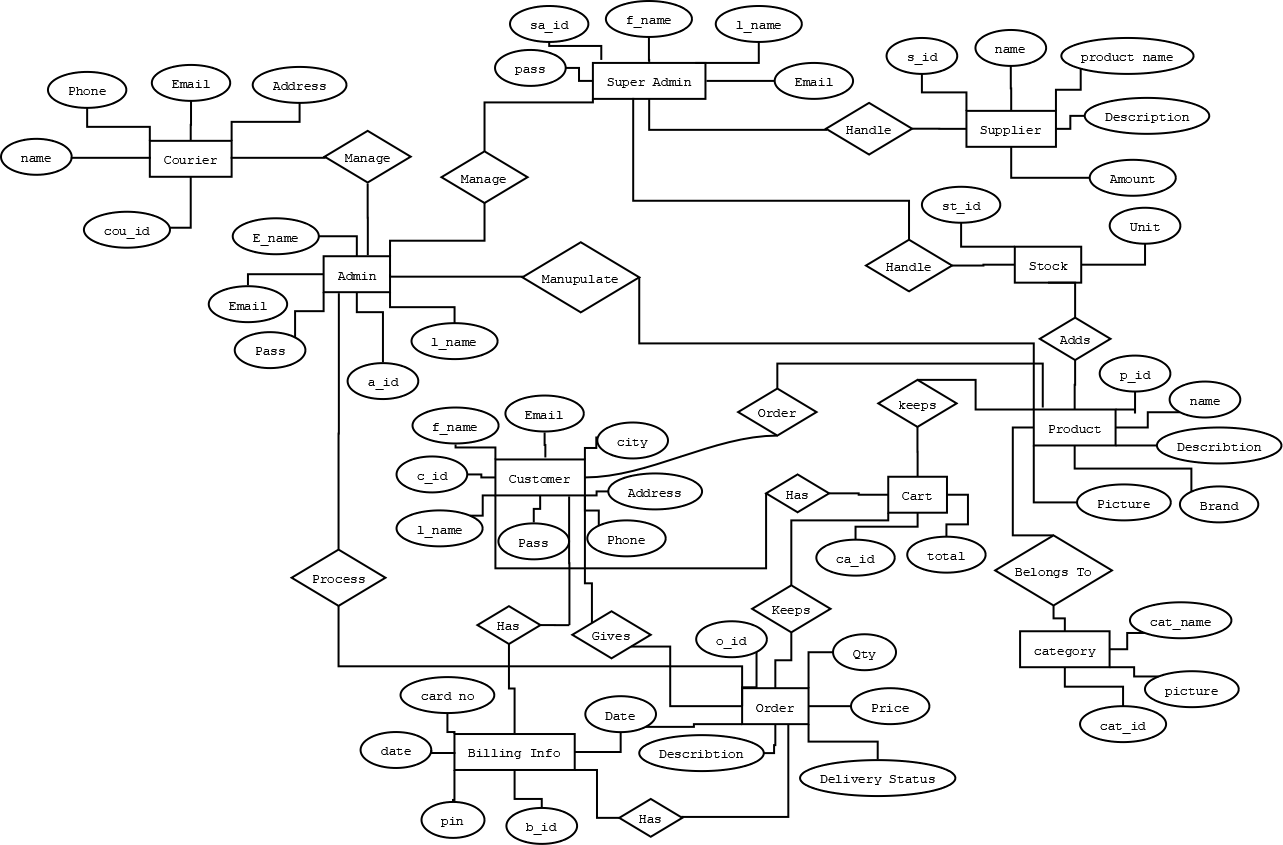 sa_id
f_name
l_name
pass
Super Admin
Email
s_id
name
product name
Supplier
Description
Amount
Handle
Phone
Email
Address
name
Courier
cou_id
Manage
Manage
st_id
Unit
Handle
Stock
E_name
Admin
Email
Pass
a_id
l_name
Manupulate
Adds
p_id
name
Product
Describtion
Picture
Brand
Order
keeps
f_name
Email
city
c_id
Customer
Address
l_name
Pass
Phone
Has
Cart
ca_id
total
Belongs To
Process
Has
Gives
Keeps
cat_name
category
picture
cat_id
o_id
Qty
Order
Price
Date
Describtion
Delivery Status
card no
date
Billing Info
pin
b_id
Has